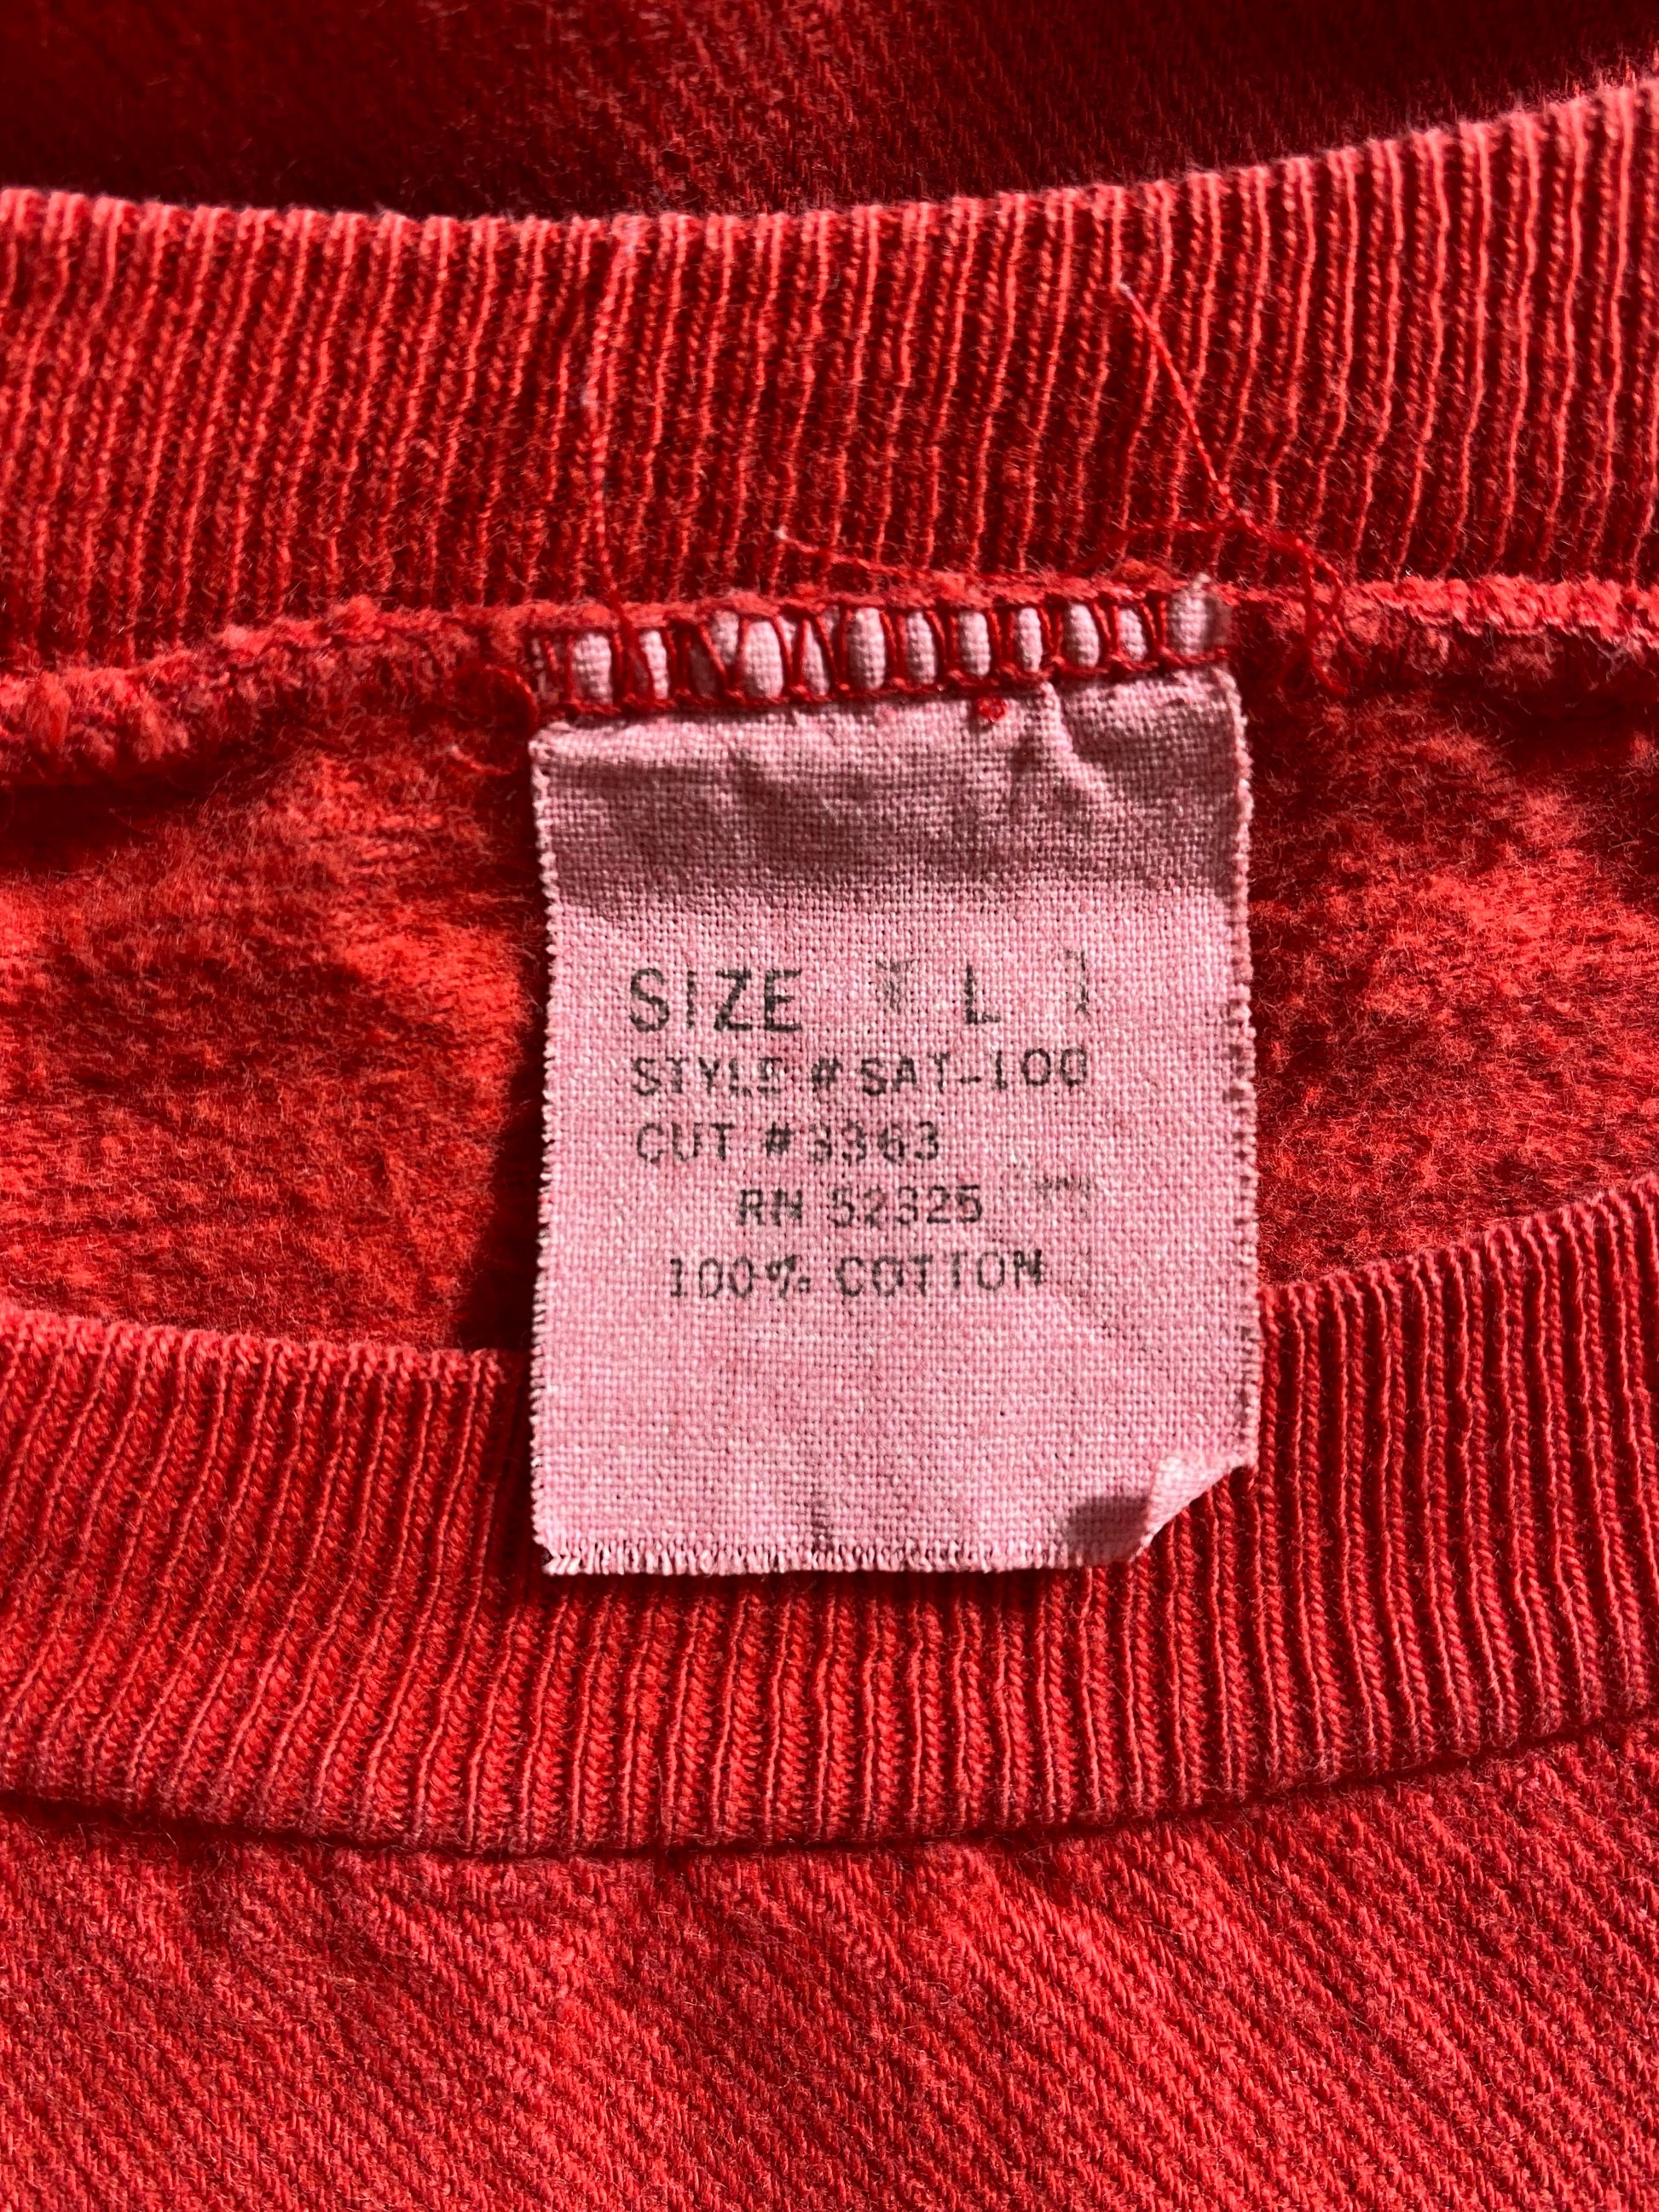 SIZE L
STYLE # SAT-100
CUT # 3363
RN 52325
100% COTTON